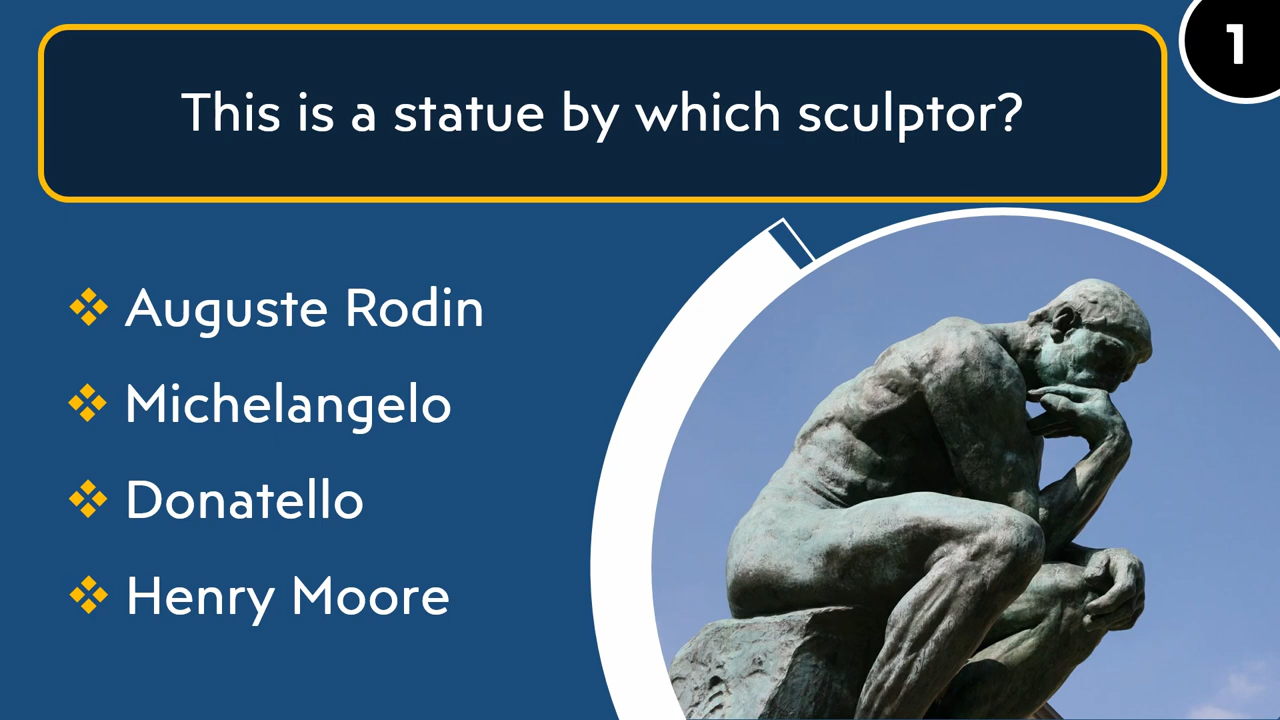 1
This is a statue by which sculptor?
Auguste Rodin
Michelangelo
Donatello
Henry Moore